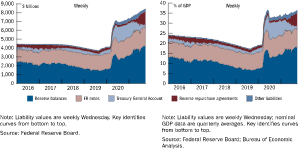 $ billions
Weekly
9,000
8,000
7,000
6,000
5,000
4,000
3,000
2,000
1,000
0
2016 2017 2018 2019 2020
% of GDP
Weekly
40
35
30
25
20
15
10
5
0
2016 2017 2018 2019 2020
Reserve balances
FR notes
Treasury General Account
Reverse repurchase agreements
Other liabilities
Note: Liability values are weekly Wednesday. Key identifies
curves from bottom to top.
Source: Federal Reserve Board.
Note: Liability values are weekly Wednesday; nominal
GDP data are quarterly averages. Key identifies curves
from bottom to top.
Source: Federal Reserve Board; Bureau of Economic
Analysis.